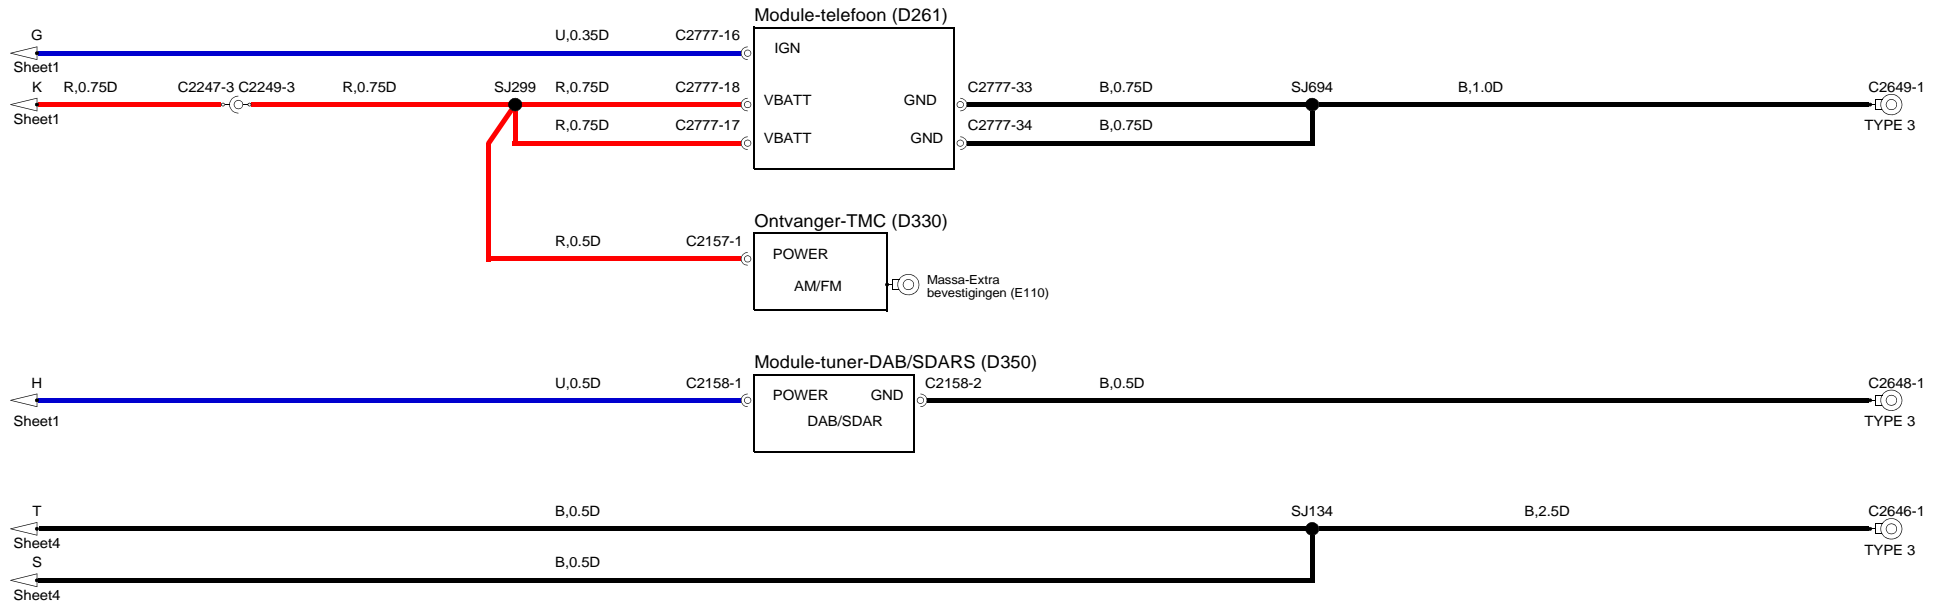 Module-telefoon (D261)
G U,0.35D C2777-16
IGN
Sheet1
K R,0.75D C2247-3 C2249-3 R,0.75D SJ299 R,0.75D C2777-18 C2777-33 B,0.75D SJ694 B,1.0D C2649-1
VBATT GND
Sheet1
R,0.75D C2777-17 C2777-34 B,0.75D TYPE 3
VBATT GND
Ontvanger-TMC (D330)
R,0.5D C2157-1
POWER
AM/FM
Massa-Extra
bevestigingen (E110)
Module-tuner-DAB/SDARS (D350)
H U,0.5D C2158-1 C2158-2 B,0.5D C2648-1
POWER GND
Sheet1 DAB/SDAR TYPE 3
T B,0.5D SJ134 B,2.5D C2646-1
Sheet4 TYPE 3
S B,0.5D
Sheet4